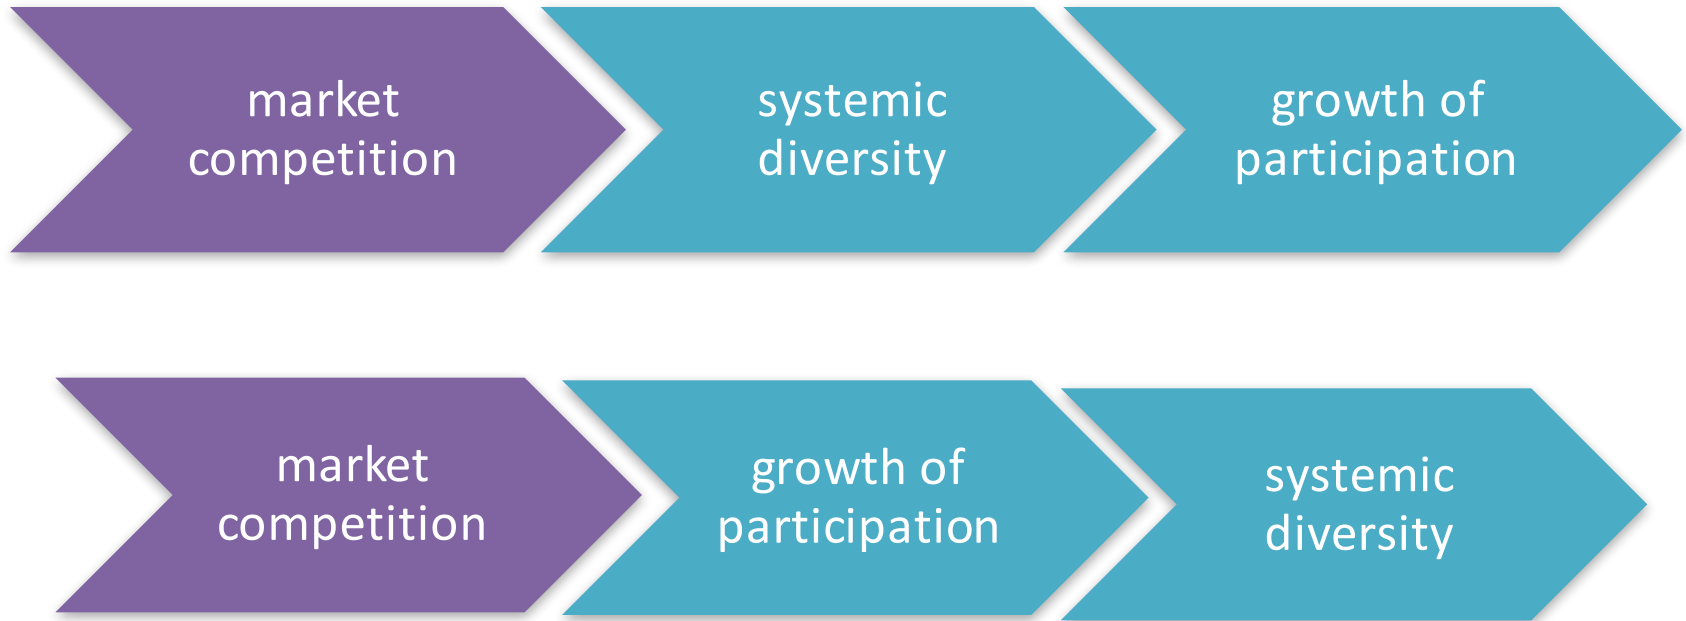 market
competition
systemic
diversity
growth of
participation
market
competition
growth of
participation
systemic
diversity